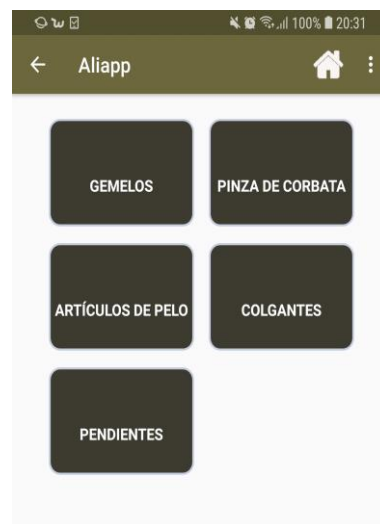 100% 20:31
Aliapp
GEMELOS
PINZA DE CORBATA
ARTÍCULOS DE PELO
COLGANTES
PENDIENTES